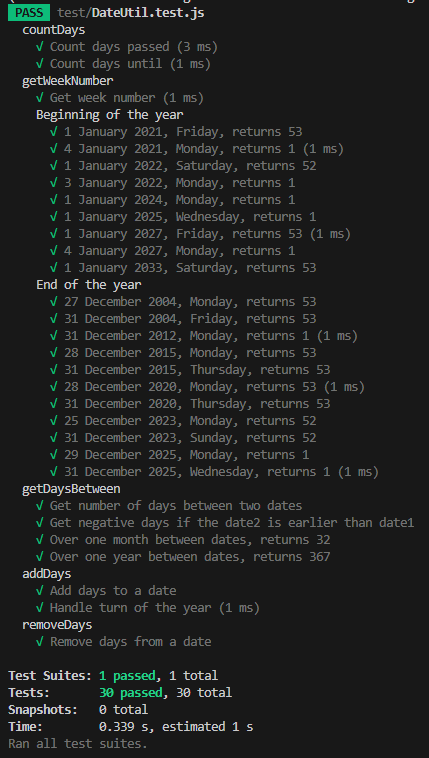 PASS test/DateUtil.test.js
countDays
√ Count days passed (3 ms)
√ Count days until (1 ms)
getWeekNumber
√ Get week number (1 ms)
Beginning of the year
√ 1 January 2021, Friday, returns 53
√ 4 January 2021, Monday, returns 1 (1 ms)
√ 1 January 2022, Saturday, returns 52
√ 3 January 2022, Monday, returns 1
√ 1 January 2024, Monday, returns 1
√ 1 January 2025, Wednesday, returns 1
√ 1 January 2027, Friday, returns 53 (1 ms)
√ 4 January 2027, Monday, returns 1
√ 1 January 2033, Saturday, returns 53
End of the year
√ 27 December 2004, Monday, returns 53
√ 31 December 2004, Friday, returns 53
√ 31 December 2012, Monday, returns 1 (1 ms)
√ 28 December 2015, Monday, returns 53
√ 31 December 2015, Thursday, returns 53
√ 28 December 2020, Monday, returns 53 (1 ms)
√ 31 December 2020, Thursday, returns 53
√ 25 December 2023, Monday, returns 52
√ 31 December 2023, Sunday, returns 52
√ 29 December 2025, Monday, returns 1
√ 31 December 2025, Wednesday, returns 1 (1 ms)
getDaysBetween
√ Get number of days between two dates
√ Get negative days if the date2 is earlier than date1
√ Over one month between dates, returns 32
√ Over one year between dates, returns 367
addDays
√ Add days to a date
√ Handle turn of the year (1 ms)
removeDays
√ Remove days from a date
Test Suites: 1 passed, 1 total
Tests: 30 passed, 30 total
Snapshots: 0 total
Time: 0.339 s, estimated 1 s
Ran all test suites.